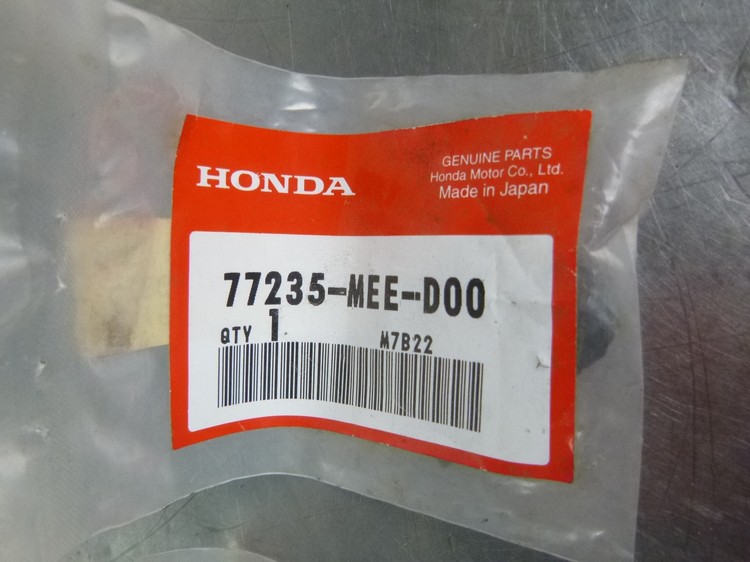 HONDA
GENUINE PARTS
Honda Motor Co., Ltd.
Made in Japan
77235-MEE-D00
QTY 1 M7B22